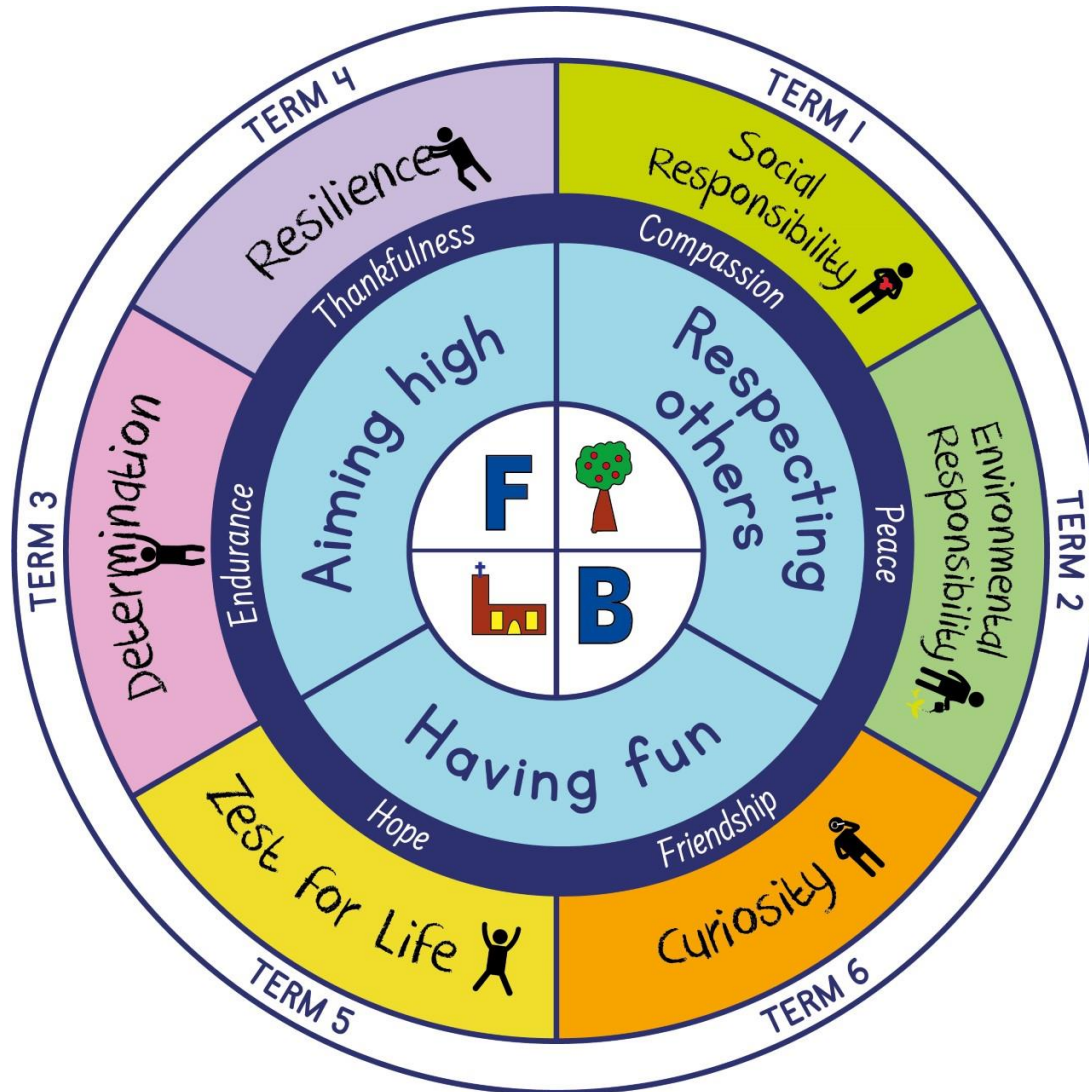 TERM 1
Social
Responsibility
Compassion
TERM 2
Environmental
Responsibility
Peace
TERM 3
Determination
Endurance
TERM 4
Resilience
Thankfulness
TERM 5
Zest for Life
Hope
TERM 6
Curiosity
Friendship
Aiming high
Respecting
others
Having fun
F
B